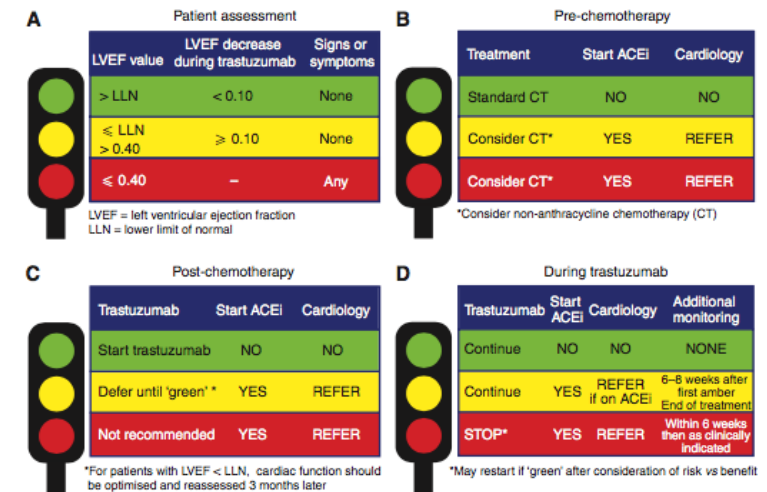 A
Patient assessment
LVEF value
LVEF decrease
during trastuzumab
Signs or
symptoms
> LLN
< 0.10
None
⩽ LLN
> 0.40
⩾ 0.10
None
⩽ 0.40
–
Any
LVEF = left ventricular ejection fraction
LLN = lower limit of normal
B
Pre-chemotherapy
Treatment Start ACEi Cardiology
Standard CT NO NO
Consider CT* YES REFER
Consider CT* YES REFER
*Consider non-anthracycline chemotherapy (CT)
C
Post-chemotherapy
Trastuzumab Start ACEi Cardiology
Start trastuzumab NO NO
Defer until 'green' * YES REFER
Not recommended YES REFER
*For patients with LVEF < LLN, cardiac function should
be optimised and reassessed 3 months later
D
During trastuzumab
Trastuzumab
Start
ACEi
Cardiology
Additional
monitoring
Continue NO NO NONE
Continue
YES
REFER
if on ACEi
6–8 weeks after
first amber
End of treatment
STOP*
YES
REFER
Within 6 weeks
then as clinically
indicated
*May restart if 'green' after consideration of risk vs benefit